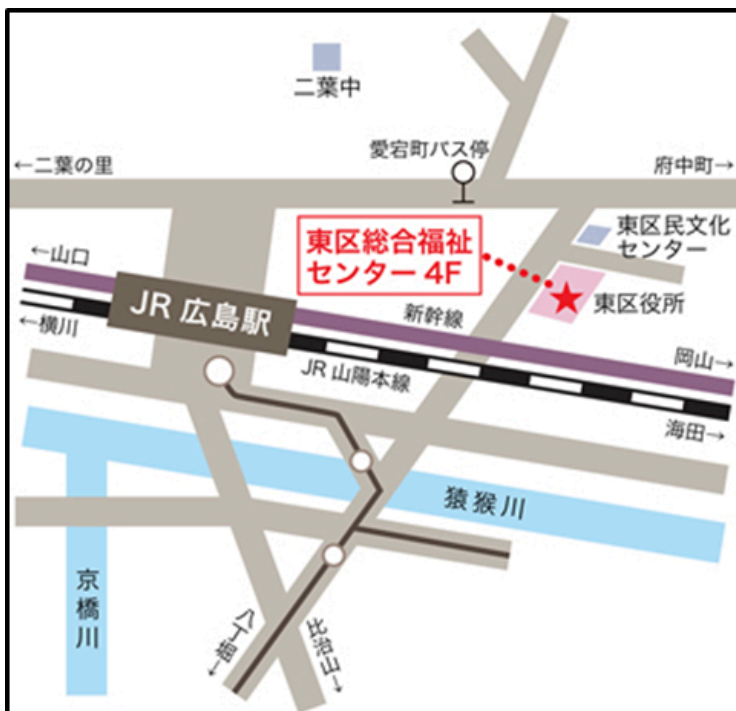 二葉中
愛宕町バス停
←二葉の里
府中町→
東区民文化
センター
東区総合福祉
センター 4F
←山口
東区役所
JR 広島駅
新幹線
←横川
JR 山陽本線
岡山→
海田→
猿猴川
京橋川
八丁堀→
比治山→